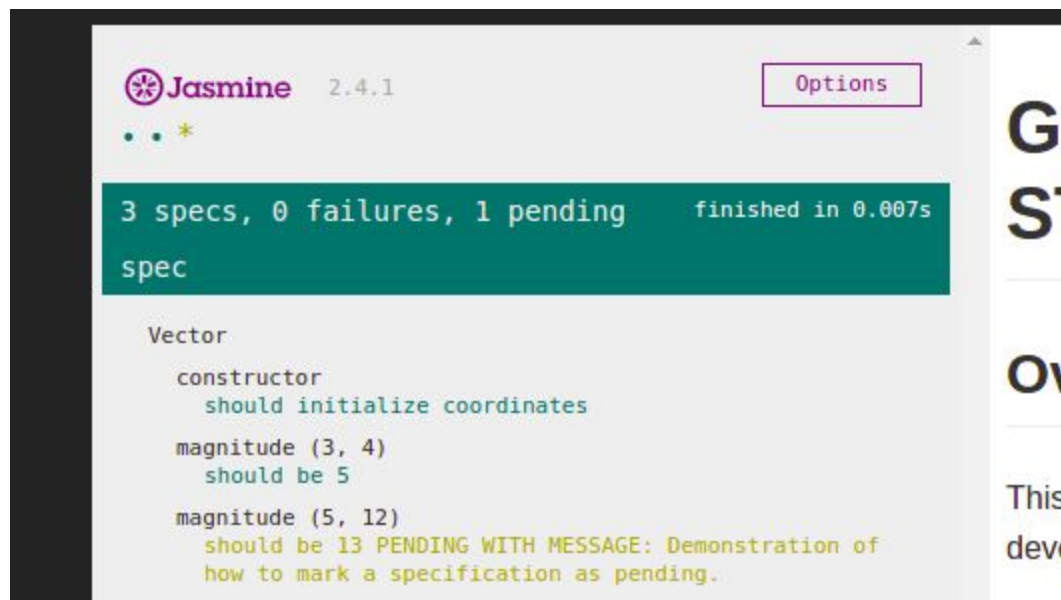 Jasmine 2.4.1
Options
• • *
3 specs, 0 failures, 1 pending
spec
finished in 0.007s
Vector
constructor
should initialize coordinates
magnitude (3, 4)
should be 5
magnitude (5, 12)
should be 13 PENDING WITH MESSAGE: Demonstration of
how to mark a specification as pending.
This